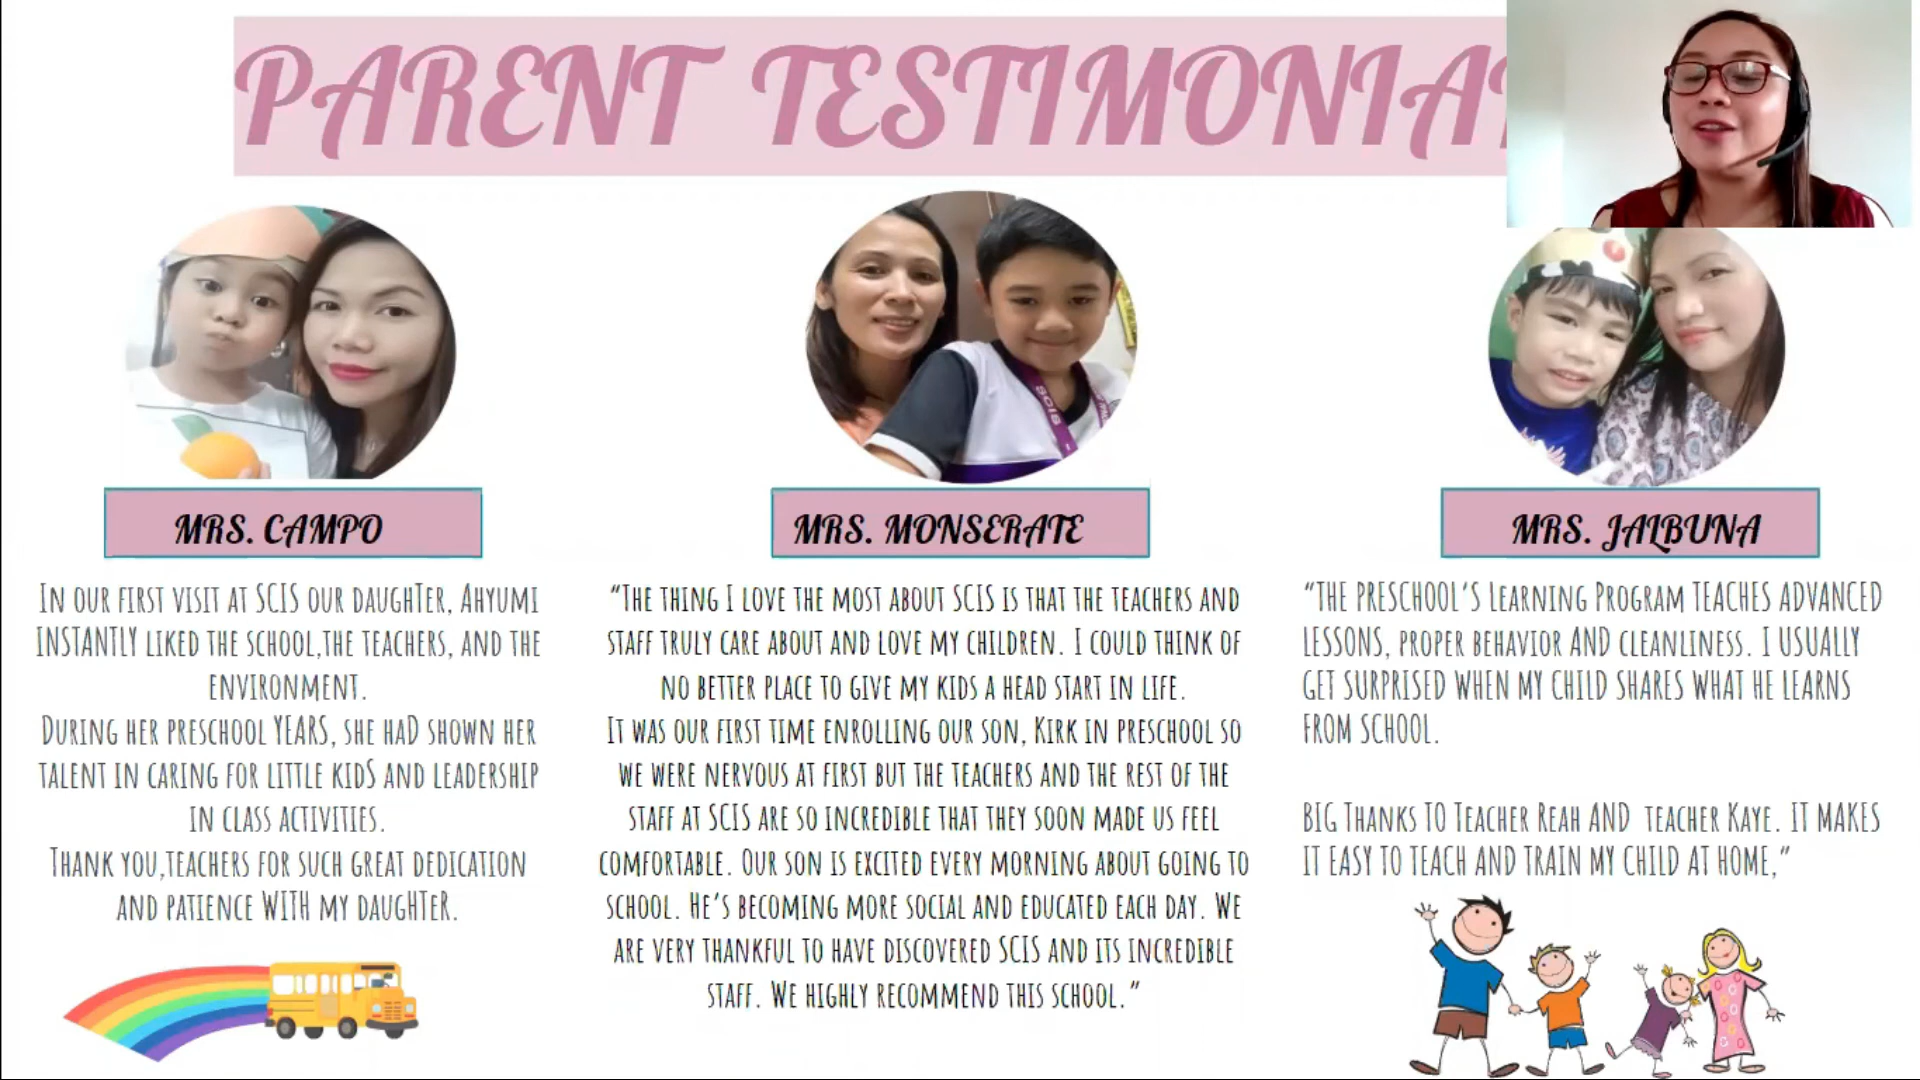 PARENT TESTIMONIA
MRS. CAMPO
IN OUR FIRST VISIT AT SCIS OUR DAUGHTER, AHYUMI
INSTANTLY LIKED THE SCHOOL,THE TEACHERS, AND THE
ENVIRONMENT.
DURING HER PRESCHOOL YEARS, SHE HAD SHOWN HER
TALENT IN CARING FOR LITTLE KIDS AND LEADERSHIP
IN CLASS ACTIVITIES.
THANK YOU,TEACHERS FOR SUCH GREAT DEDICATION
AND PATIENCE WITH MY DAUGHTER.
MRS. MONSERATE
“THE THING I LOVE THE MOST ABOUT SCIS IS THAT THE TEACHERS AND
STAFF TRULY CARE ABOUT AND LOVE MY CHILDREN. I COULD THINK OF
NO BETTER PLACE TO GIVE MY KIDS A HEAD START IN LIFE.
IT WAS OUR FIRST TIME ENROLLING OUR SON, KIRK IN PRESCHOOL SO
WE WERE NERVOUS AT FIRST BUT THE TEACHERS AND THE REST OF THE
STAFF AT SCIS ARE SO INCREDIBLE THAT THEY SOON MADE US FEEL
COMFORTABLE. OUR SON IS EXCITED EVERY MORNING ABOUT GOING TO
SCHOOL. HE’S BECOMING MORE SOCIAL AND EDUCATED EACH DAY. WE
ARE VERY THANKFUL TO HAVE DISCOVERED SCIS AND ITS INCREDIBLE
STAFF. WE HIGHLY RECOMMEND THIS SCHOOL.”
MRS. JALBUNA
“THE PRESCHOOL’S LEARNING PROGRAM TEACHES ADVANCED
LESSONS, PROPER BEHAVIOR AND CLEANLINESS. I USUALLY
GET SURPRISED WHEN MY CHILD SHARES WHAT HE LEARNS
FROM SCHOOL.
BIG THANKS TO TEACHER REAH AND TEACHER KAYE. IT MAKES
IT EASY TO TEACH AND TRAIN MY CHILD AT HOME,”